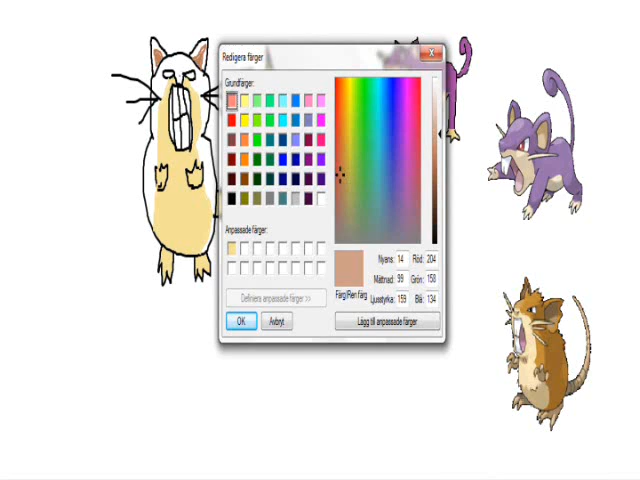 Redigera färger
Grundfärger:
Anpassade färger:
Definiera anpassade färger >>
OK
Avbryt
Färg|Ren färg
Nyans: 14
Mättnad: 99
Ljusstyrka: 159
Röd: 204
Grön: 158
Blå: 134
Lägg till anpassade färger